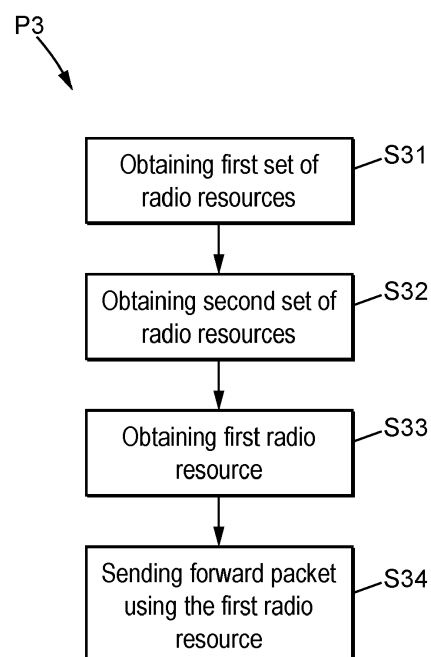 P3
Obtaining first set of
radio resources
S31
Obtaining second set of
radio resources
S32
Obtaining first radio
resource
S33
Sending forward packet
using the first radio
resource
S34